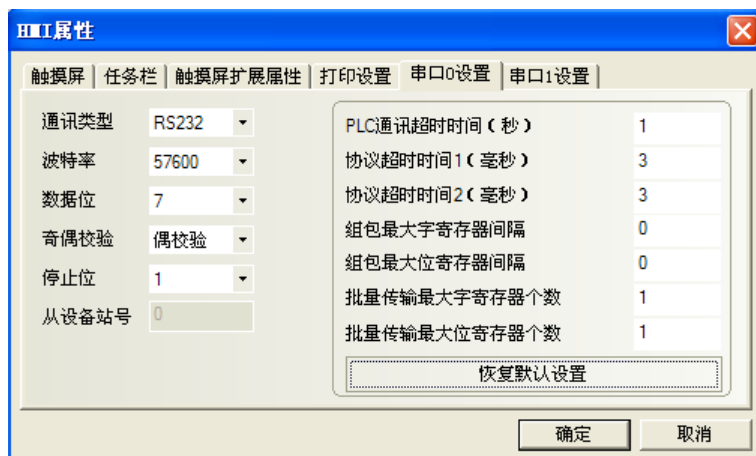 HMI属性
触摸屏 任务栏 触摸屏扩展属性 打印设置 串口0设置 串口1设置
通讯类型 RS232
波特率 57600
数据位 7
奇偶校验 偶校验
停止位 1
从设备站号 0
PLC通讯超时时间(秒) 1
协议超时时间1(毫秒) 3
协议超时时间2(毫秒) 3
组包最大字寄存器间隔 0
组包最大位寄存器间隔 0
批量传输最大字寄存器个数 1
批量传输最大位寄存器个数 1
恢复默认设置
确定 取消